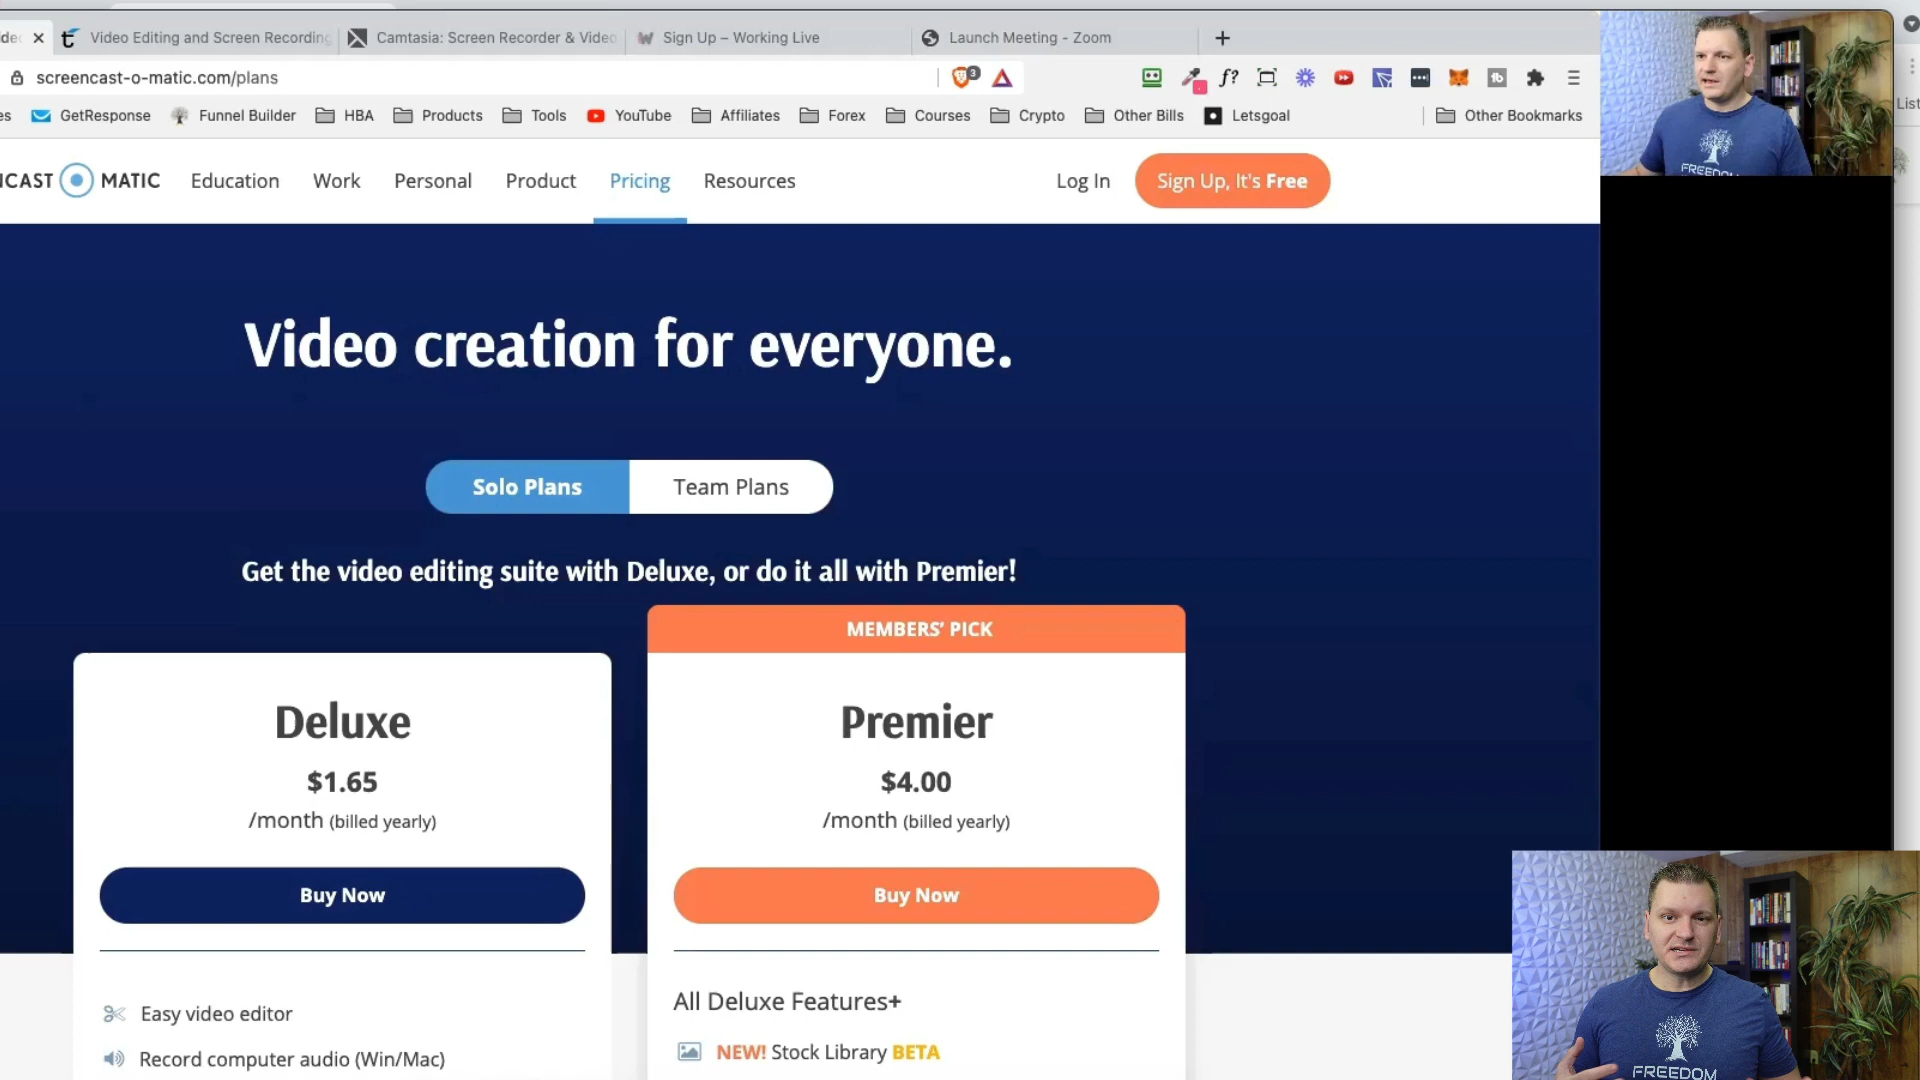 Video Editing and Screen Recording
Camtasia: Screen Recorder & Video
Sign Up – Working Live
Launch Meeting - Zoom
screencast-o-matic.com/plans
3
f?
GetResponse
Funnel Builder
HBA
Products
Tools
YouTube
Affiliates
Forex
Courses
Crypto
Other Bills
Letsgoal
Other Bookmarks
List
NCAST MATIC
Education
Work
Personal
Product
Pricing
Resources
Log In
Sign Up, It's Free
FREEDOM
Video creation for everyone.
Solo Plans
Team Plans
Get the video editing suite with Deluxe, or do it all with Premier!
MEMBERS' PICK
Deluxe
$1.65
/month (billed yearly)
Buy Now
Easy video editor
Record computer audio (Win/Mac)
Premier
$4.00
/month (billed yearly)
Buy Now
All Deluxe Features+
NEW! Stock Library BETA
FREEDOM